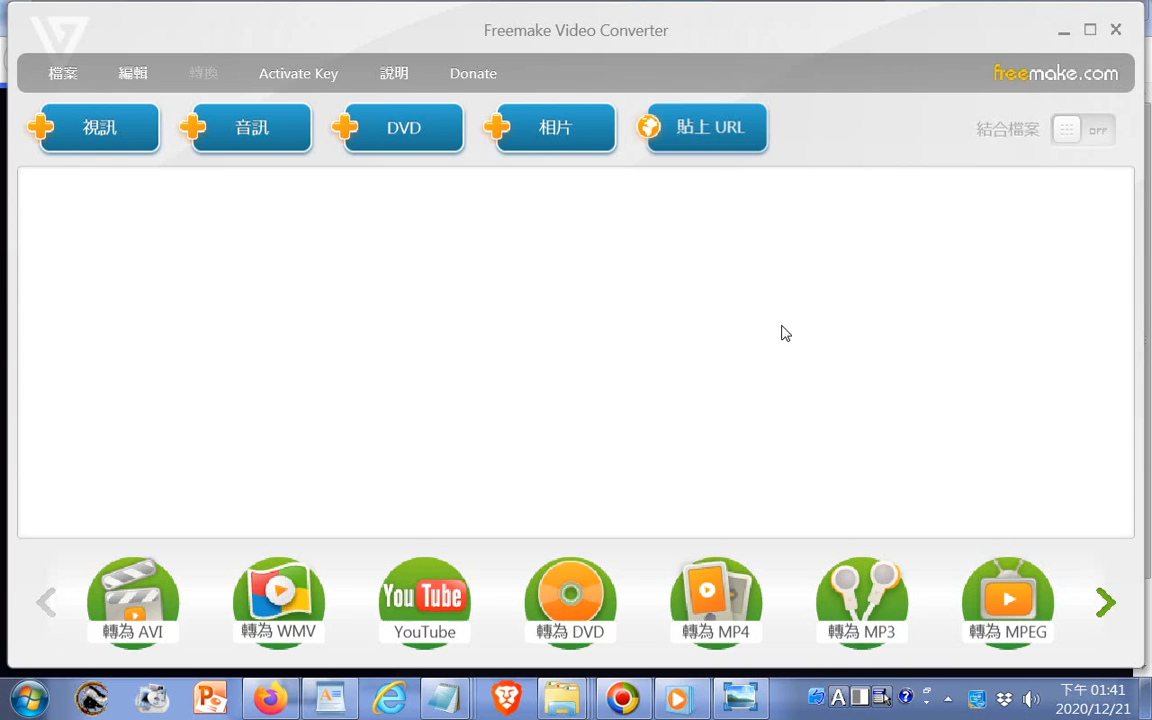 Freemake Video Converter
檔案 編輯 轉換 Activate Key 說明 Donate freemake.com
視訊 音訊 DVD 相片 貼上 URL 結合檔案 OFF
You Tube
轉為 AVI 轉為 WMV YouTube 轉為 DVD 轉為 MP4 轉為 MP3 轉為 MPEG
下午 01:41
2020/12/21